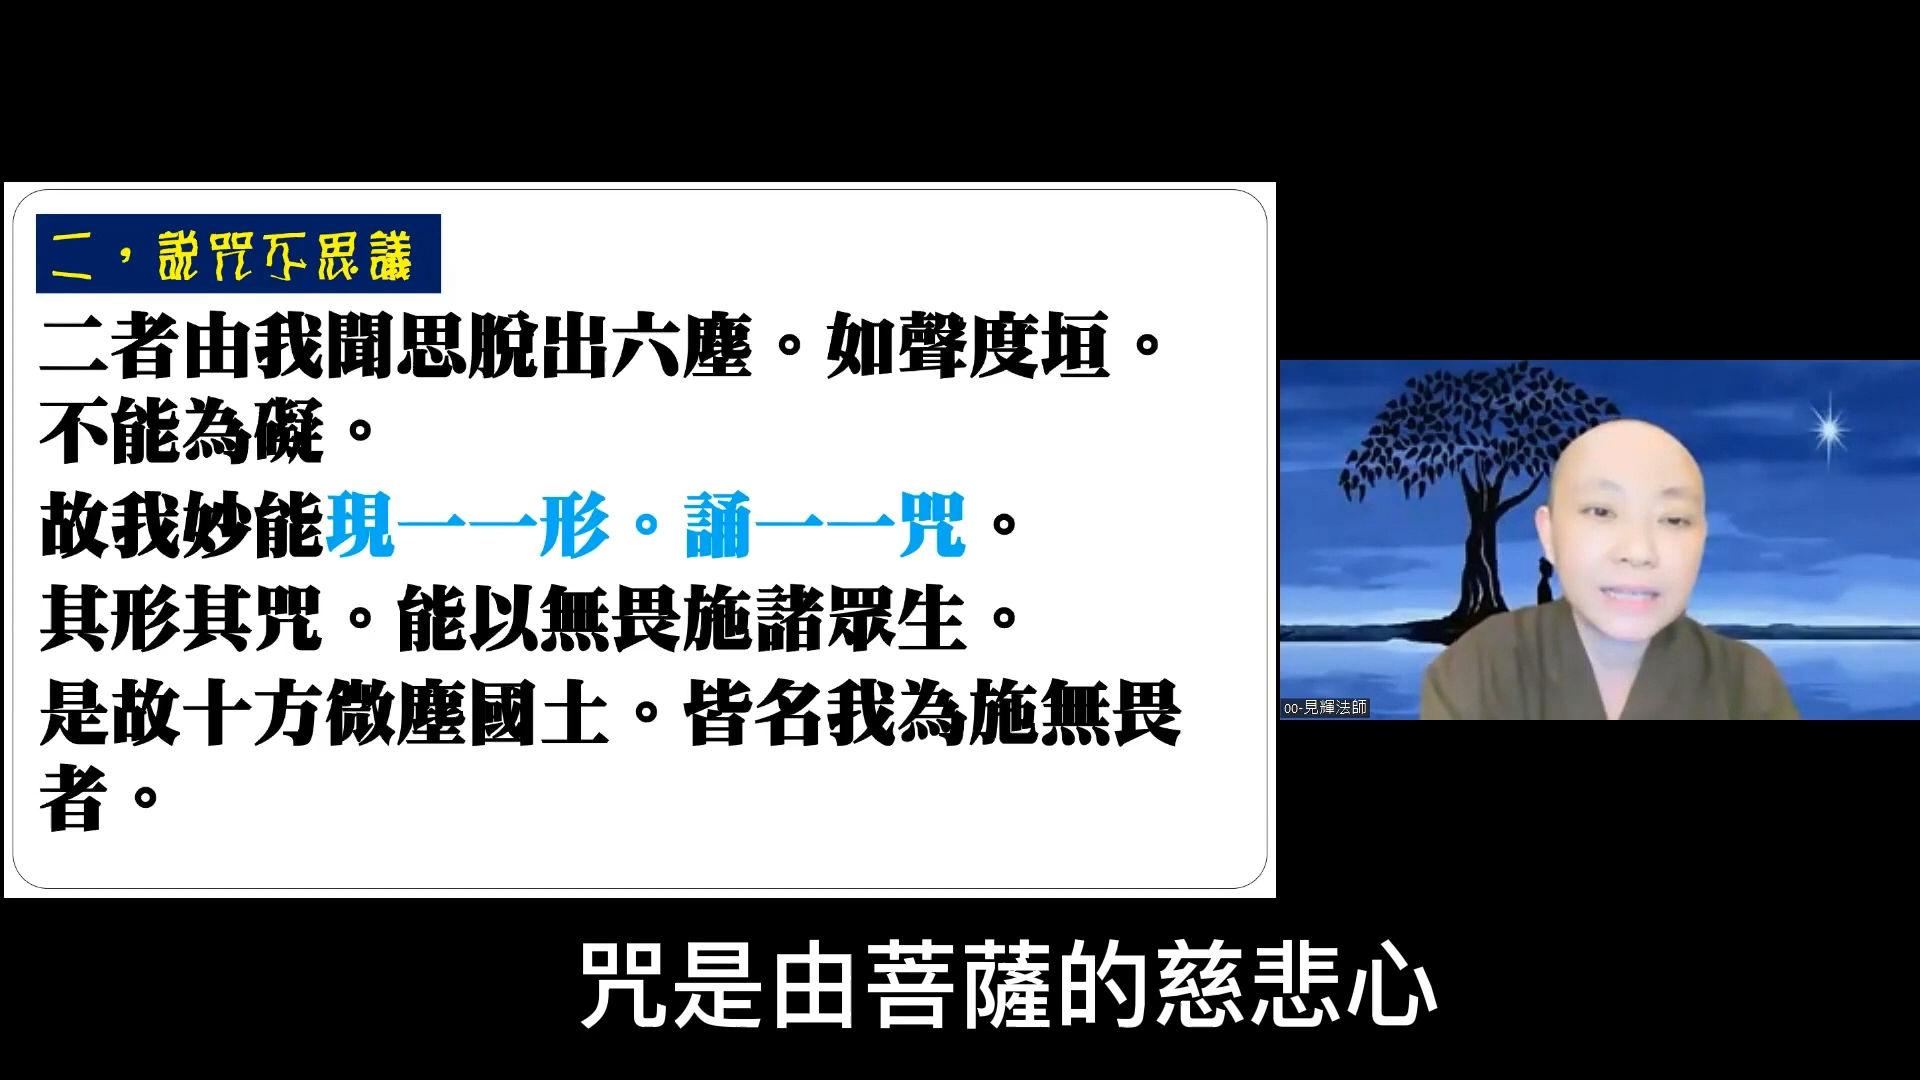 二，說咒不思議
二者由我聞思脫出六塵。如聲度垣。
不能為礙。
故我妙能現一一形。誦一一咒。
其形其咒。能以無畏施諸眾生。
是故十方微塵國土。皆名我為施無畏
者。
00-見輝法師
咒是由菩薩的慈悲心